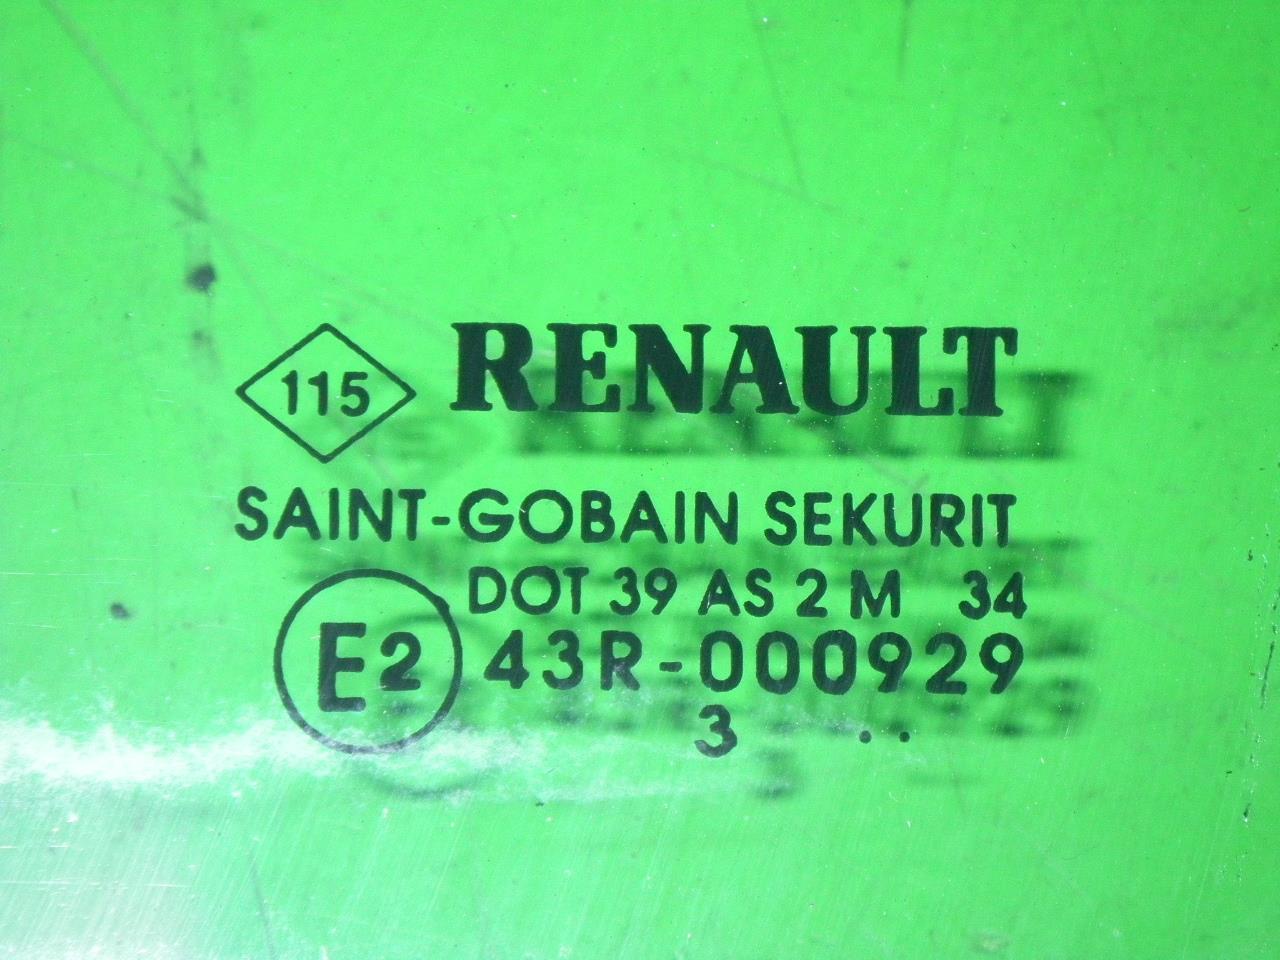 115 RENAULT
SAINT-GOBAIN SEKURIT
DOT 39 AS 2 M 34
E2 43R-000929
3 ..